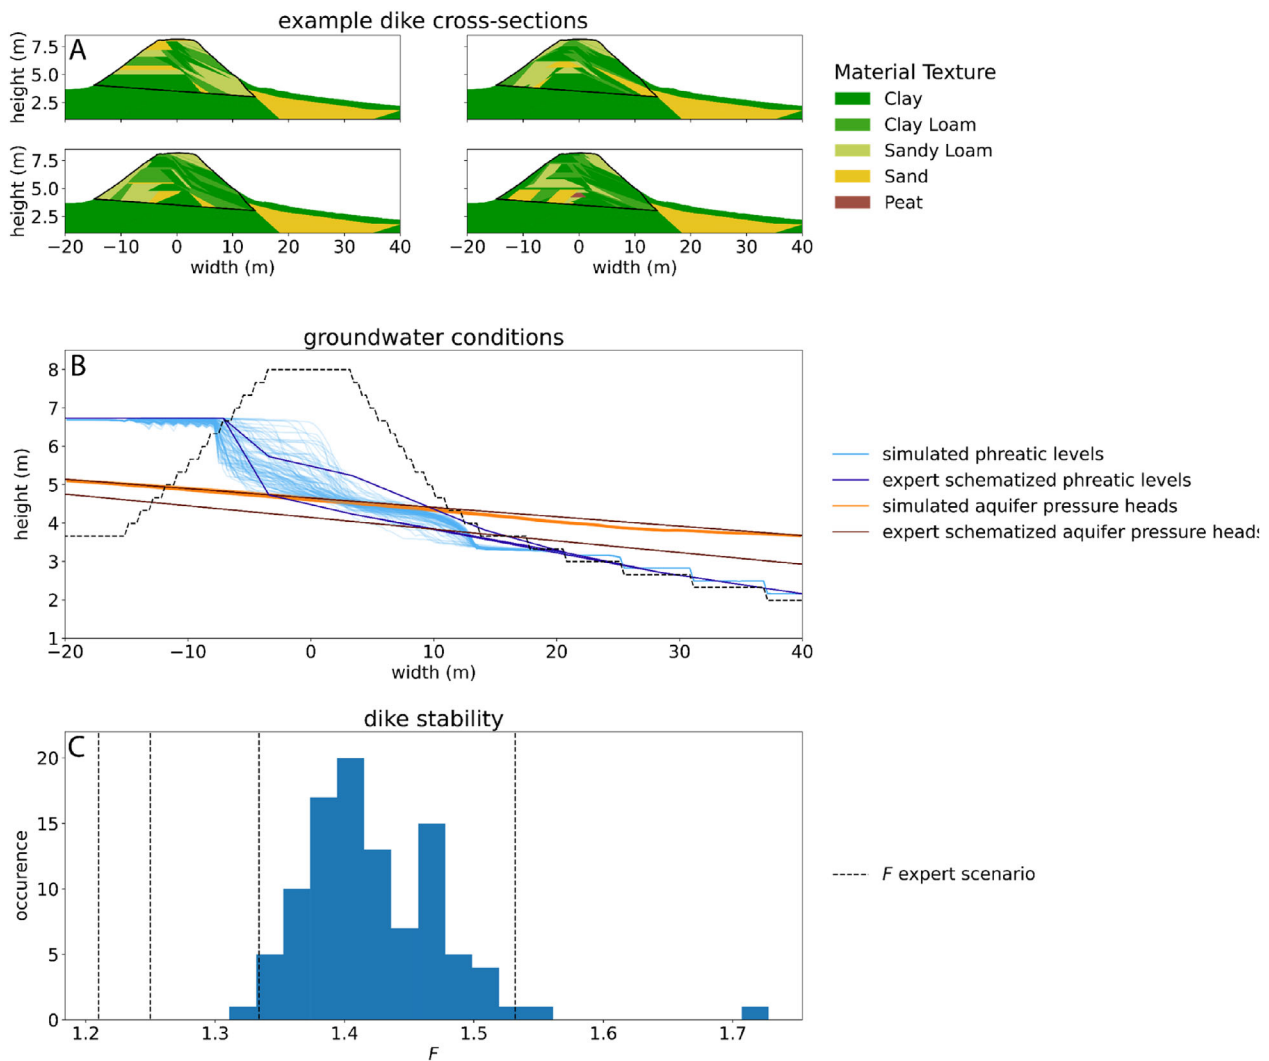 example dike cross-sections
A
height (m)
7.5
5.0
2.5
height (m)
7.5
5.0
2.5
−20 −10 0 10 20 30 40
width (m)
−20 −10 0 10 20 30 40
width (m)
Material Texture
Clay
Clay Loam
Sandy Loam
Sand
Peat
groundwater conditions
B
height (m)
8
7
6
5
4
3
2
1
−20 −10 0 10 20 30 40
width (m)
simulated phreatic levels
expert schematized phreatic levels
simulated aquifer pressure heads
expert schematized aquifer pressure heads
dike stability
C
occurence
20
15
10
5
0
1.2 1.3 1.4 1.5 1.6 1.7
F
F expert scenario